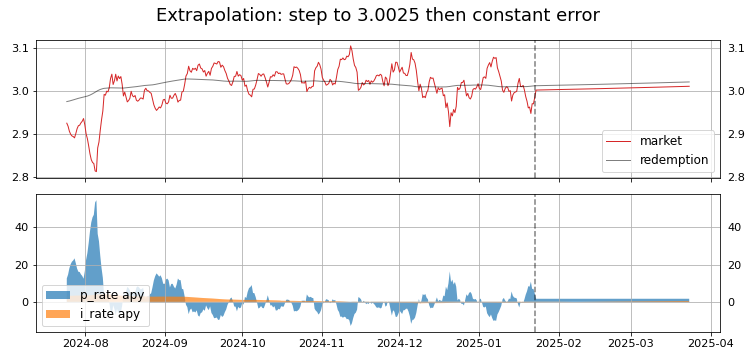 Extrapolation: step to 3.0025 then constant error
3.1 3.1
3.0 3.0
2.9 2.9
2.8 2.8
market
redemption
40 40
20 20
0 0
p_rate apy
i_rate apy
2024-08 2024-09 2024-10 2024-11 2024-12 2025-01 2025-02 2025-03 2025-04